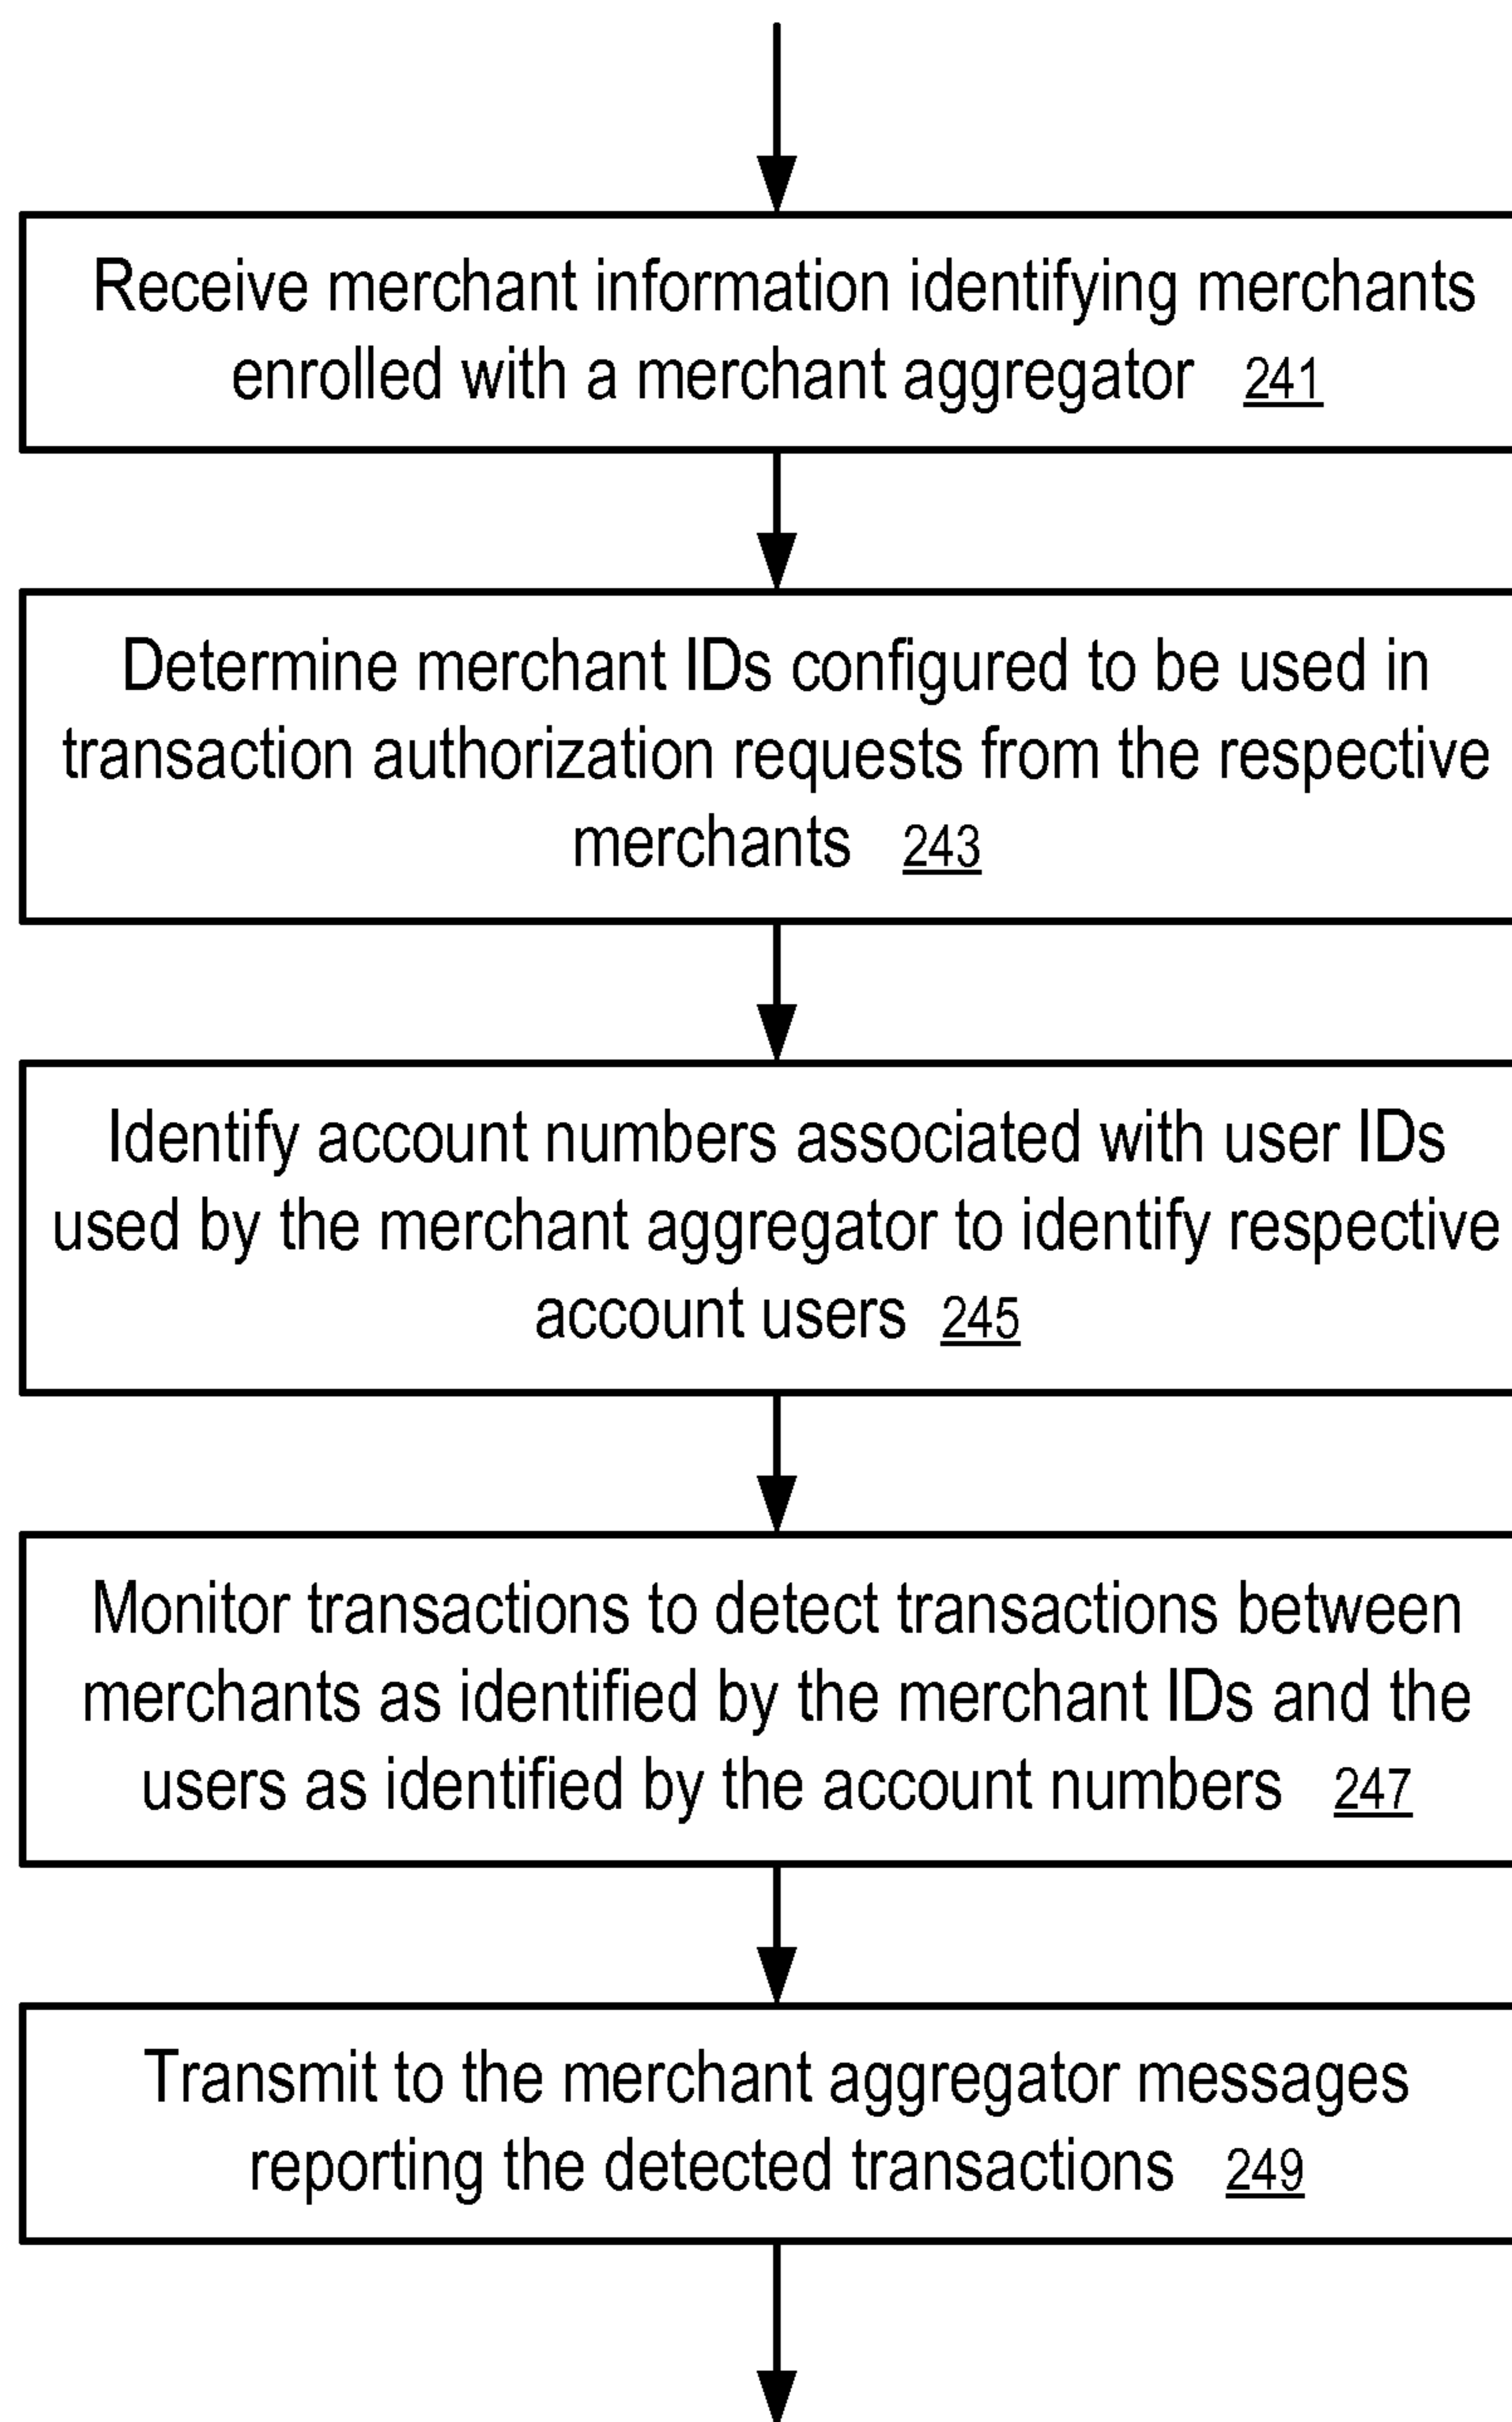 Receive merchant information identifying merchants
enrolled with a merchant aggregator 241
Determine merchant IDs configured to be used in
transaction authorization requests from the respective
merchants 243
Identify account numbers associated with user IDs
used by the merchant aggregator to identify respective
account users 245
Monitor transactions to detect transactions between
merchants as identified by the merchant IDs and the
users as identified by the account numbers 247
Transmit to the merchant aggregator messages
reporting the detected transactions 249